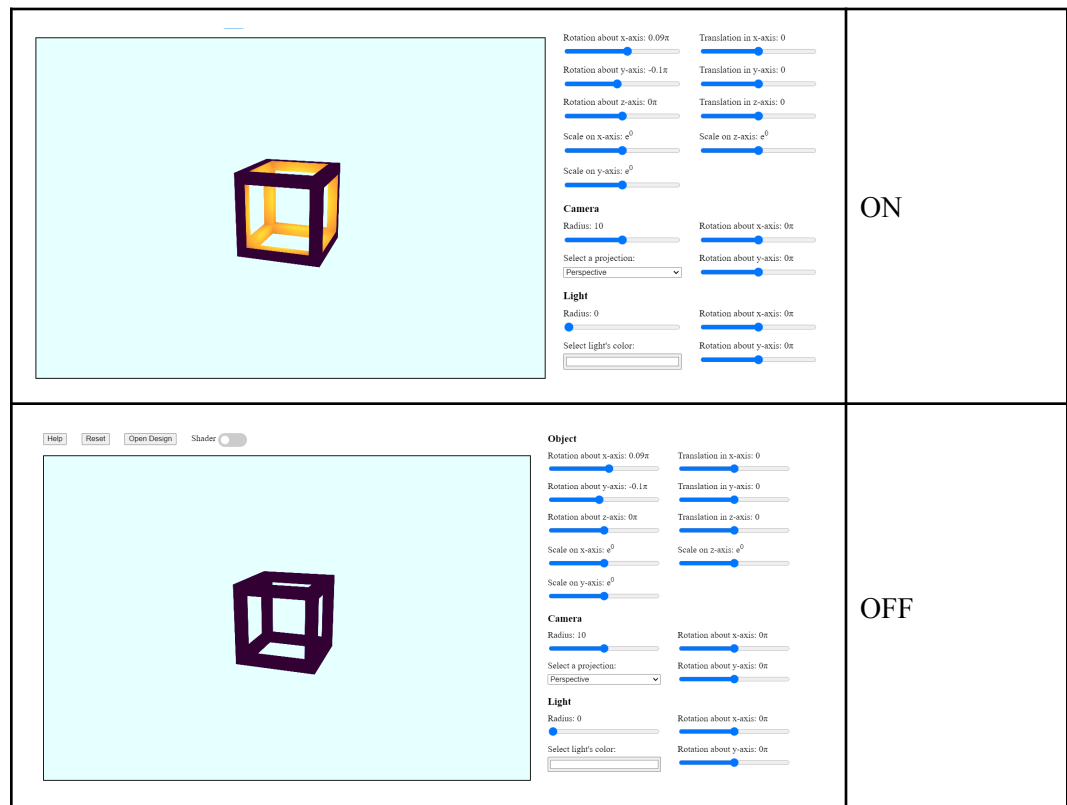 Rotation about x-axis: 0.09π Translation in x-axis: 0
Rotation about y-axis: -0.1π Translation in y-axis: 0
Rotation about z-axis: 0π Translation in z-axis: 0
Scale on x-axis: e⁰ Scale on z-axis: e⁰
Scale on y-axis: e⁰
Camera
Radius: 10 Rotation about x-axis: 0π
Select a projection: Rotation about y-axis: 0π
Perspective
Light
Radius: 0 Rotation about x-axis: 0π
Select light's color: Rotation about y-axis: 0π
ON
Help Reset Open Design Shader
Object
Rotation about x-axis: 0.09π Translation in x-axis: 0
Rotation about y-axis: -0.1π Translation in y-axis: 0
Rotation about z-axis: 0π Translation in z-axis: 0
Scale on x-axis: e⁰ Scale on z-axis: e⁰
Scale on y-axis: e⁰
Camera
Radius: 10 Rotation about x-axis: 0π
Select a projection: Rotation about y-axis: 0π
Perspective
Light
Radius: 0 Rotation about x-axis: 0π
Select light's color: Rotation about y-axis: 0π
OFF